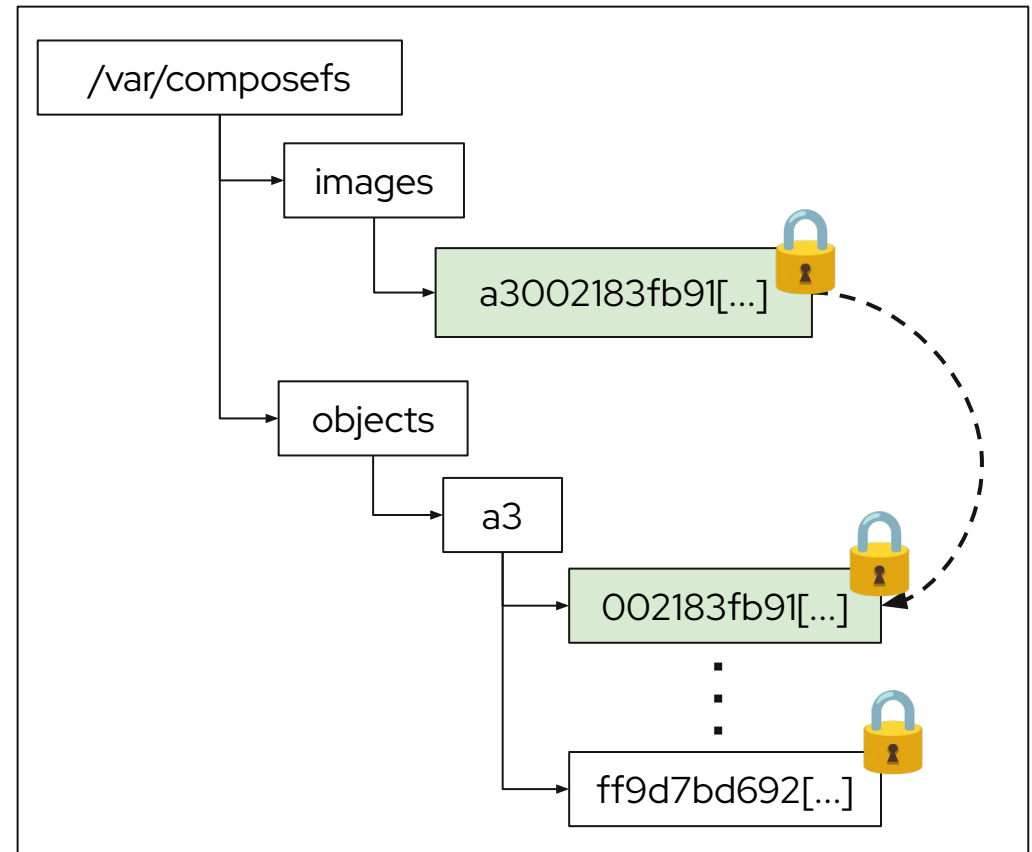 /var/composefs
images
a3002183fb91[...]
objects
a3
002183fb91[...]
ff9d7bd692[...]